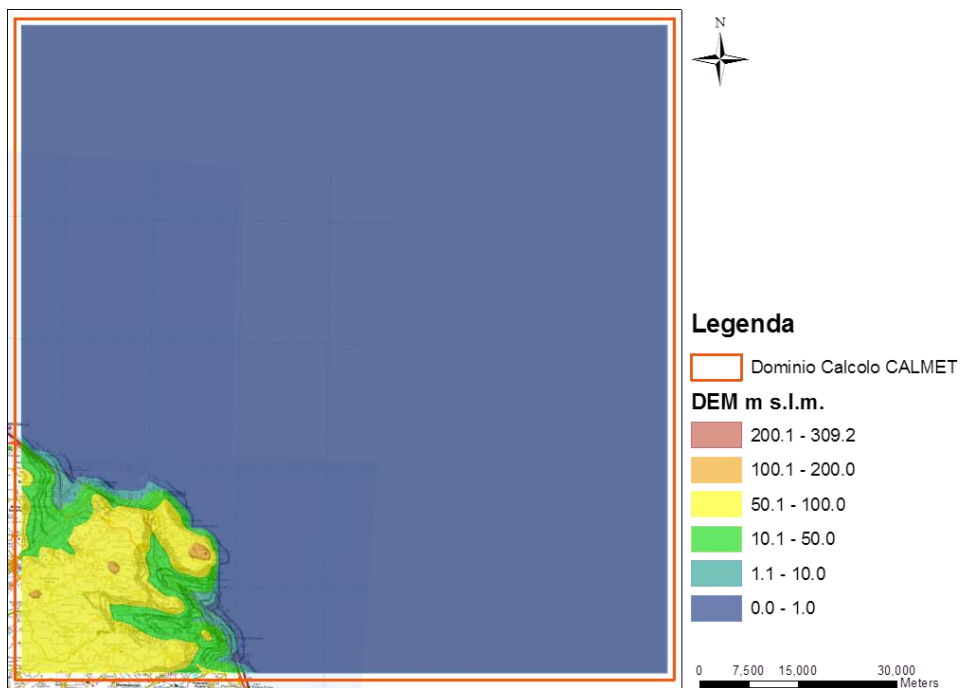 N
Legenda
Dominio Calcolo CALMET
DEM m s.l.m.
200.1 - 309.2
100.1 - 200.0
50.1 - 100.0
10.1 - 50.0
1.1 - 10.0
0.0 - 1.0
0 7,500 15,000 30,000
Meters